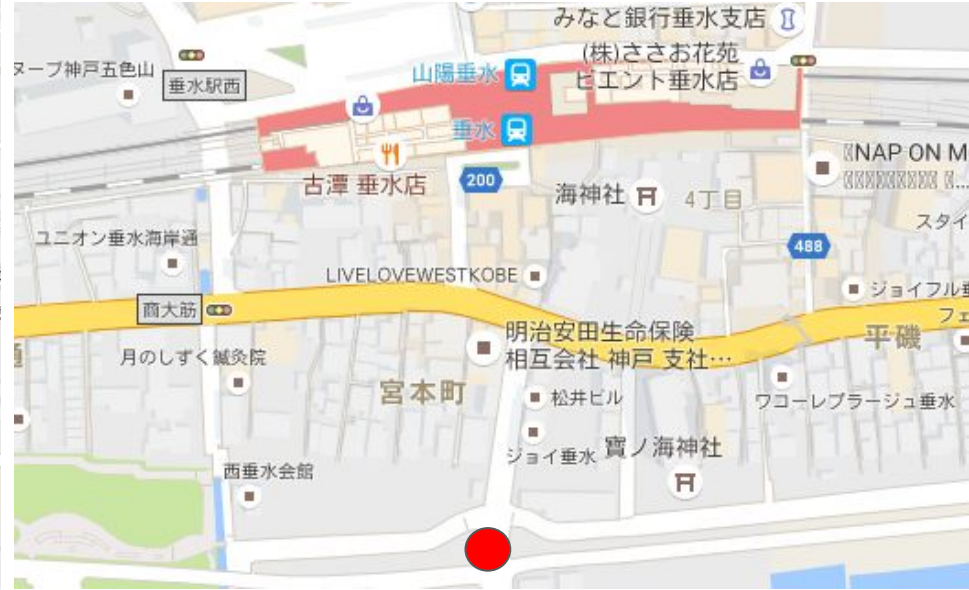 みなと銀行垂水支店
(株)ささお花苑
ピエント垂水店
ヌーブ神戸五色山
垂水駅西
山陽垂水
垂水
NAP ON M
古潭 垂水店
200
海神社
4丁目
スタイ
ユニオン垂水海岸通
488
LIVELOVEWESTKOBE
ジョイフル垂
商大筋
フェ
明治安田生命保険
相互会社 神戸 支社…
平磯
月のしずく鍼灸院
宮本町
松井ビル
ワコーレプラージュ垂水
ジョイ垂水
寶ノ海神社
西垂水会館